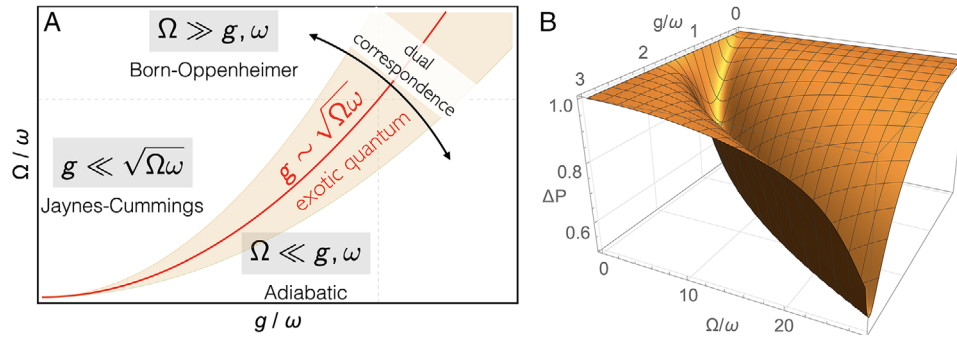 A
Ω ≫ g, ω
Born-Oppenheimer
dual
correspondence
Ω / ω
g ≪ √Ωω
Jaynes-Cummings
g ~ √Ωω
exotic quantum
Ω ≪ g, ω
Adiabatic
g / ω
B
g/ω
0
1
2
3
1.0
0.8
ΔP
0.6
0
10
20
Ω/ω